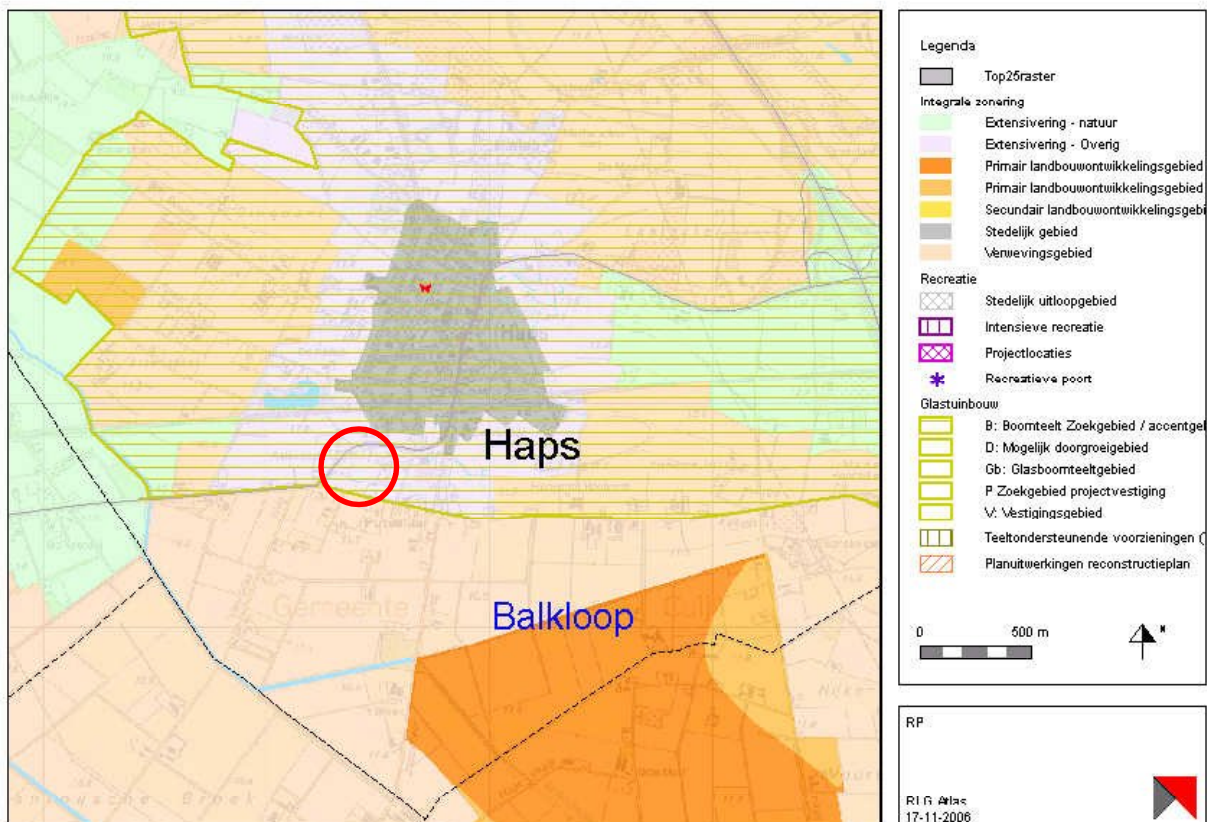 Haps
Balkloop
Gemeente
Legenda
Top25raster
Integrale zonering
Extensivering - natuur
Extensivering - Overig
Primair landbouwontwikkelingsgebied
Primair landbouwontwikkelingsgebied
Secundair landbouwontwikkelingsgebi
Stedelijk gebied
Verwevingsgebied
Recreatie
Stedelijk uitloopgebied
Intensieve recreatie
Projectlocaties
Recreatieve poort
Glastuinbouw
B: Boomteelt Zoekgebied / accentgel
D: Mogelijk doorgroeigebied
Gb: Glasboomteeltgebied
P Zoekgebied projectvestiging
V: Vestigingsgebied
Teeltondersteunende voorzieningen (
Planuitwerkingen reconstructieplan
0 500 m
RP
RLG Atlas
17-11-2006